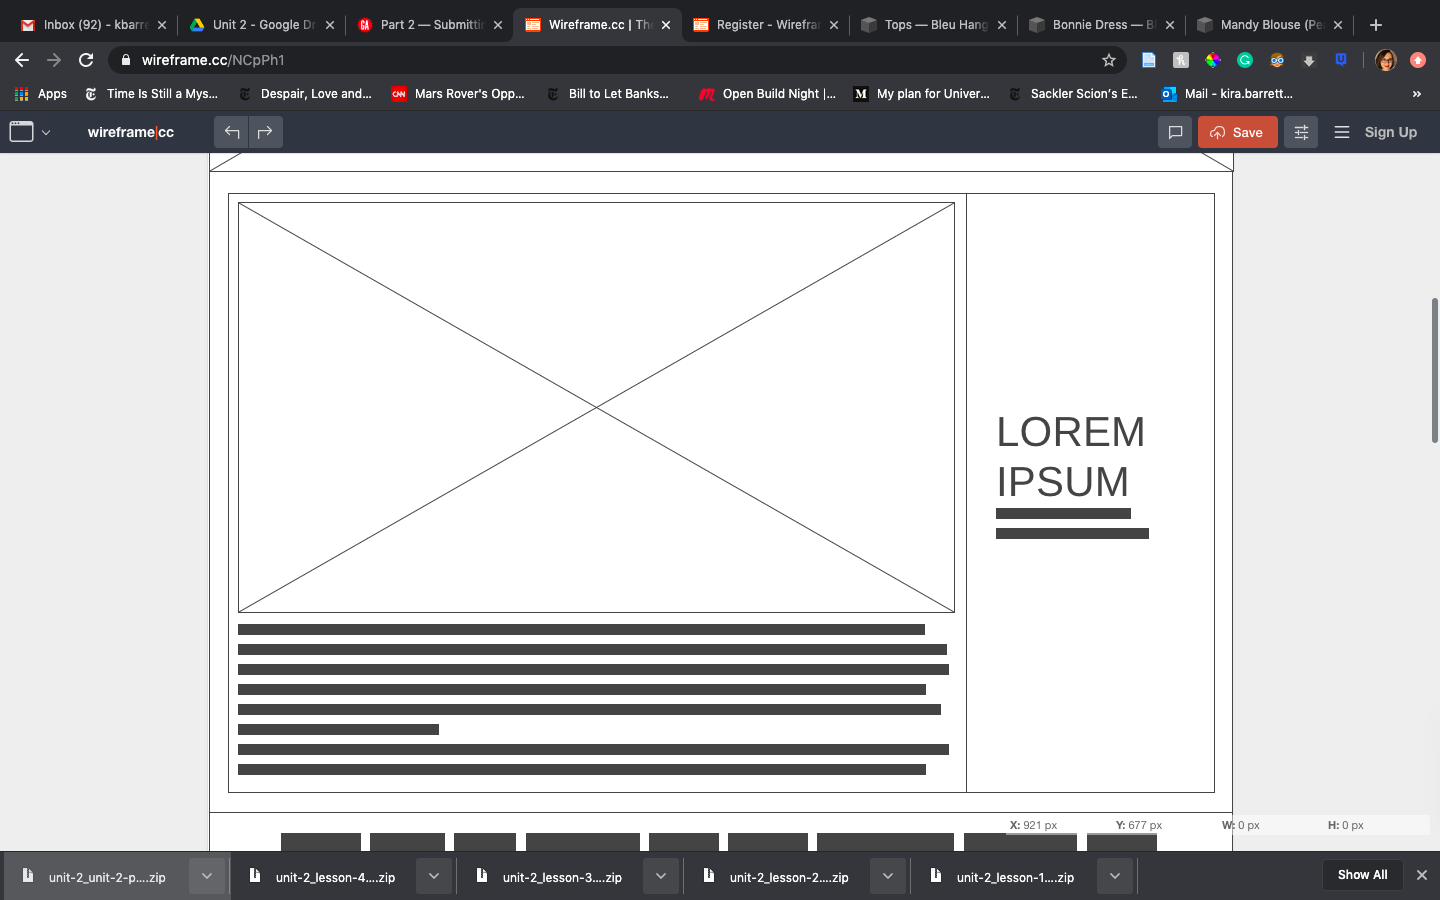 Inbox (92) - kbarre
Unit 2 - Google Dr
Part 2 — Submittin
Wireframe.cc | The
Register - Wirefran
Tops — Bleu Hang
Bonnie Dress — Bl
Mandy Blouse (Pe
wireframe.cc/NCpPh1
Apps
Time Is Still a Mys...
Despair, Love and...
Mars Rover's Opp...
Bill to Let Banks...
Open Build Night |...
My plan for Univer...
Sackler Scion's E...
Mail - kira.barrett...
»
wireframe|cc
Save
Sign Up
LOREM
IPSUM
X: 921 px Y: 677 px W: 0 px H: 0 px
unit-2_unit-2-p....zip
unit-2_lesson-4....zip
unit-2_lesson-3....zip
unit-2_lesson-2....zip
unit-2_lesson-1....zip
Show All